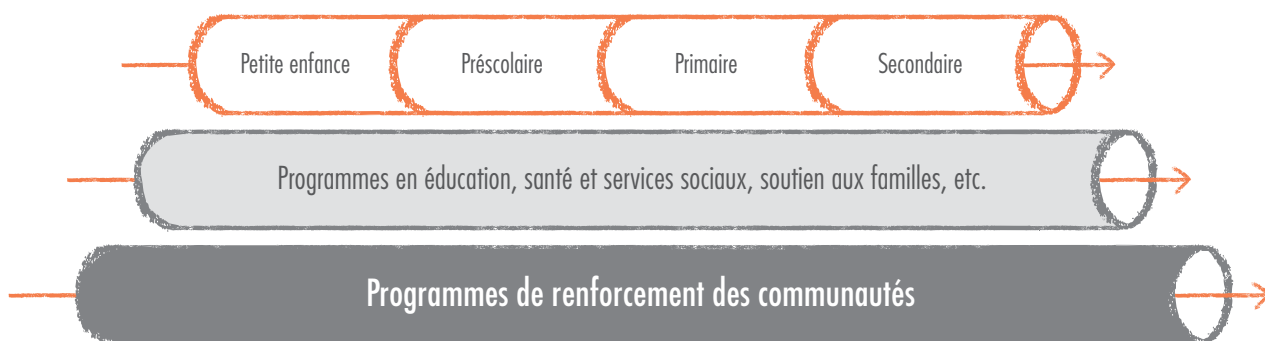 Petite enfance
Préscolaire
Primaire
Secondaire
Programmes en éducation, santé et services sociaux, soutien aux familles, etc.
Programmes de renforcement des communautés